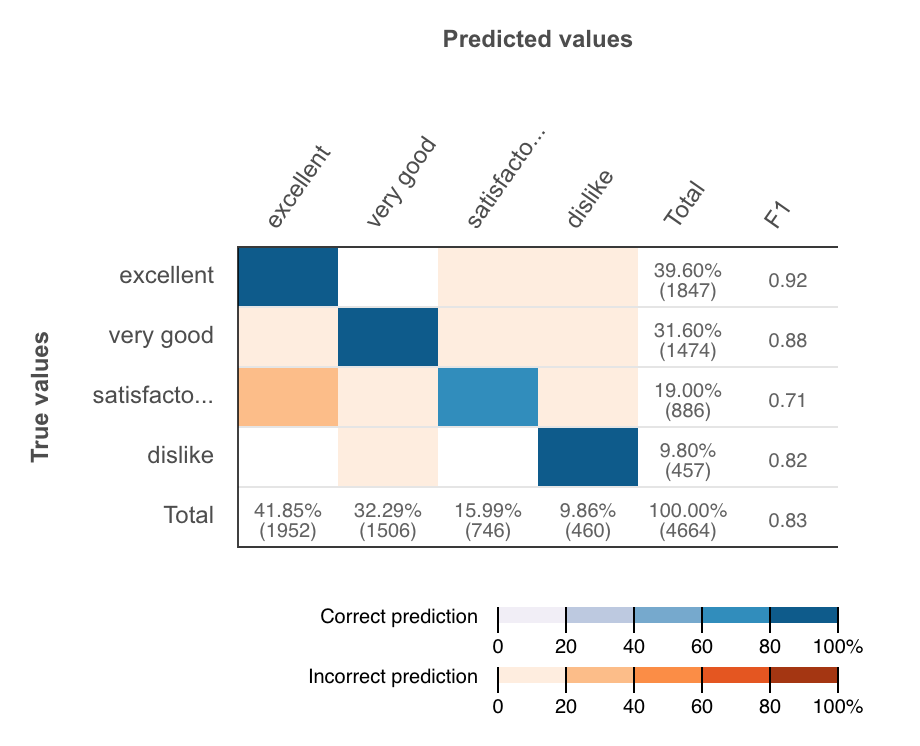 Predicted values
excellent very good satisfacto... dislike Total F1
True values
excellent 39.60% 0.92
(1847)
very good 31.60% 0.88
(1474)
satisfacto... 19.00% 0.71
(886)
dislike 9.80% 0.82
(457)
Total 41.85% 32.29% 15.99% 9.86% 100.00% 0.83
(1952) (1506) (746) (460) (4664)
Correct prediction
0 20 40 60 80 100%
Incorrect prediction
0 20 40 60 80 100%